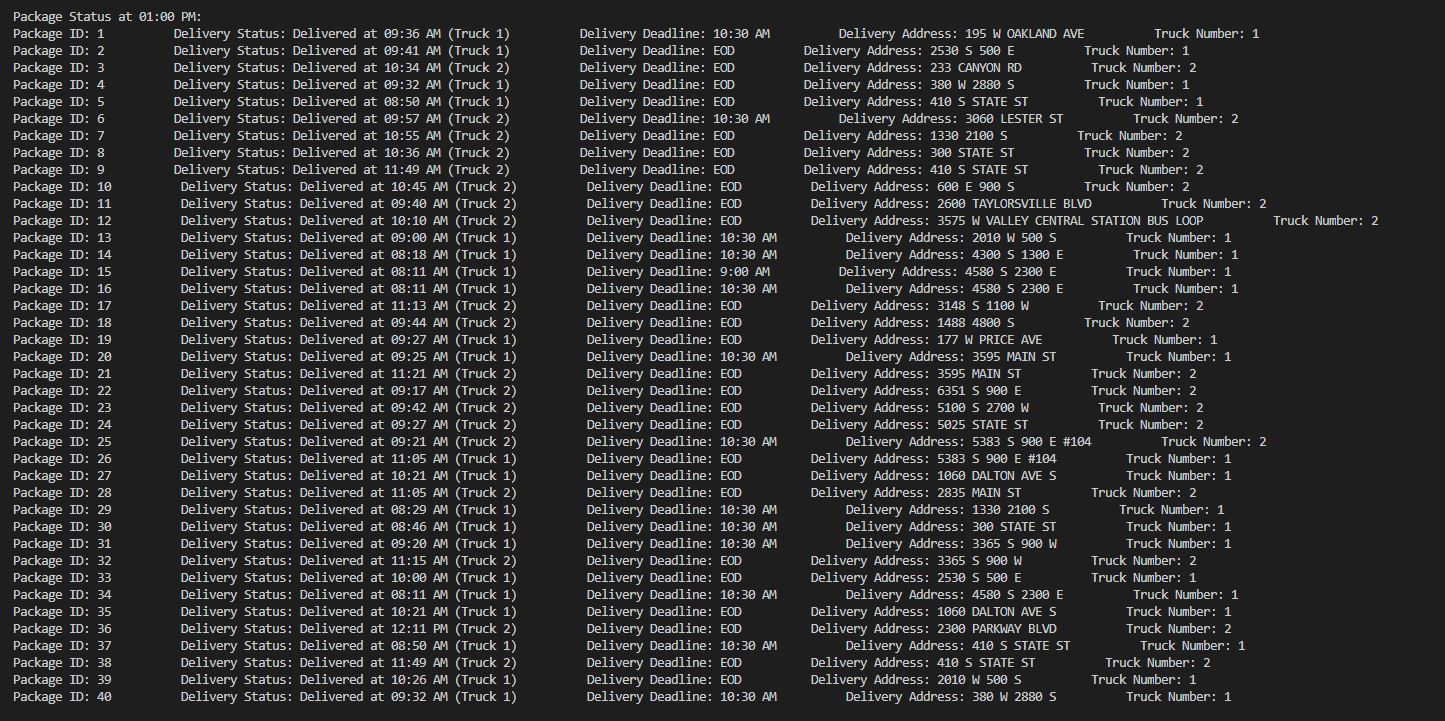 Package Status at 01:00 PM:
Package ID: 1 Delivery Status: Delivered at 09:36 AM (Truck 1) Delivery Deadline: 10:30 AM Delivery Address: 195 W OAKLAND AVE Truck Number: 1
Package ID: 2 Delivery Status: Delivered at 09:41 AM (Truck 1) Delivery Deadline: EOD Delivery Address: 2530 S 500 E Truck Number: 1
Package ID: 3 Delivery Status: Delivered at 10:34 AM (Truck 2) Delivery Deadline: EOD Delivery Address: 233 CANYON RD Truck Number: 2
Package ID: 4 Delivery Status: Delivered at 09:32 AM (Truck 1) Delivery Deadline: EOD Delivery Address: 380 W 2880 S Truck Number: 1
Package ID: 5 Delivery Status: Delivered at 08:50 AM (Truck 1) Delivery Deadline: EOD Delivery Address: 410 S STATE ST Truck Number: 1
Package ID: 6 Delivery Status: Delivered at 09:57 AM (Truck 2) Delivery Deadline: 10:30 AM Delivery Address: 3060 LESTER ST Truck Number: 2
Package ID: 7 Delivery Status: Delivered at 10:55 AM (Truck 2) Delivery Deadline: EOD Delivery Address: 1330 2100 S Truck Number: 2
Package ID: 8 Delivery Status: Delivered at 10:36 AM (Truck 2) Delivery Deadline: EOD Delivery Address: 300 STATE ST Truck Number: 2
Package ID: 9 Delivery Status: Delivered at 11:49 AM (Truck 2) Delivery Deadline: EOD Delivery Address: 410 S STATE ST Truck Number: 2
Package ID: 10 Delivery Status: Delivered at 10:45 AM (Truck 2) Delivery Deadline: EOD Delivery Address: 600 E 900 S Truck Number: 2
Package ID: 11 Delivery Status: Delivered at 09:40 AM (Truck 2) Delivery Deadline: EOD Delivery Address: 2600 TAYLORSVILLE BLVD Truck Number: 2
Package ID: 12 Delivery Status: Delivered at 10:10 AM (Truck 2) Delivery Deadline: EOD Delivery Address: 3575 W VALLEY CENTRAL STATION BUS LOOP Truck Number: 2
Package ID: 13 Delivery Status: Delivered at 09:00 AM (Truck 1) Delivery Deadline: 10:30 AM Delivery Address: 2010 W 500 S Truck Number: 1
Package ID: 14 Delivery Status: Delivered at 08:18 AM (Truck 1) Delivery Deadline: 10:30 AM Delivery Address: 4300 S 1300 E Truck Number: 1
Package ID: 15 Delivery Status: Delivered at 08:11 AM (Truck 1) Delivery Deadline: 9:00 AM Delivery Address: 4580 S 2300 E Truck Number: 1
Package ID: 16 Delivery Status: Delivered at 08:11 AM (Truck 1) Delivery Deadline: 10:30 AM Delivery Address: 4580 S 2300 E Truck Number: 1
Package ID: 17 Delivery Status: Delivered at 11:13 AM (Truck 2) Delivery Deadline: EOD Delivery Address: 3148 S 1100 W Truck Number: 2
Package ID: 18 Delivery Status: Delivered at 09:44 AM (Truck 2) Delivery Deadline: EOD Delivery Address: 1488 4800 S Truck Number: 2
Package ID: 19 Delivery Status: Delivered at 09:27 AM (Truck 1) Delivery Deadline: EOD Delivery Address: 177 W PRICE AVE Truck Number: 1
Package ID: 20 Delivery Status: Delivered at 09:25 AM (Truck 1) Delivery Deadline: 10:30 AM Delivery Address: 3595 MAIN ST Truck Number: 1
Package ID: 21 Delivery Status: Delivered at 11:21 AM (Truck 2) Delivery Deadline: EOD Delivery Address: 3595 MAIN ST Truck Number: 2
Package ID: 22 Delivery Status: Delivered at 09:17 AM (Truck 2) Delivery Deadline: EOD Delivery Address: 6351 S 900 E Truck Number: 2
Package ID: 23 Delivery Status: Delivered at 09:42 AM (Truck 2) Delivery Deadline: EOD Delivery Address: 5100 S 2700 W Truck Number: 2
Package ID: 24 Delivery Status: Delivered at 09:27 AM (Truck 2) Delivery Deadline: EOD Delivery Address: 5025 STATE ST Truck Number: 2
Package ID: 25 Delivery Status: Delivered at 09:21 AM (Truck 2) Delivery Deadline: 10:30 AM Delivery Address: 5383 S 900 E #104 Truck Number: 2
Package ID: 26 Delivery Status: Delivered at 11:05 AM (Truck 1) Delivery Deadline: EOD Delivery Address: 5383 S 900 E #104 Truck Number: 1
Package ID: 27 Delivery Status: Delivered at 10:21 AM (Truck 1) Delivery Deadline: EOD Delivery Address: 1060 DALTON AVE S Truck Number: 1
Package ID: 28 Delivery Status: Delivered at 11:05 AM (Truck 2) Delivery Deadline: EOD Delivery Address: 2835 MAIN ST Truck Number: 2
Package ID: 29 Delivery Status: Delivered at 08:29 AM (Truck 1) Delivery Deadline: 10:30 AM Delivery Address: 1330 2100 S Truck Number: 1
Package ID: 30 Delivery Status: Delivered at 08:46 AM (Truck 1) Delivery Deadline: 10:30 AM Delivery Address: 300 STATE ST Truck Number: 1
Package ID: 31 Delivery Status: Delivered at 09:20 AM (Truck 1) Delivery Deadline: 10:30 AM Delivery Address: 3365 S 900 W Truck Number: 1
Package ID: 32 Delivery Status: Delivered at 11:15 AM (Truck 2) Delivery Deadline: EOD Delivery Address: 3365 S 900 W Truck Number: 2
Package ID: 33 Delivery Status: Delivered at 10:00 AM (Truck 1) Delivery Deadline: EOD Delivery Address: 2530 S 500 E Truck Number: 1
Package ID: 34 Delivery Status: Delivered at 08:11 AM (Truck 1) Delivery Deadline: 10:30 AM Delivery Address: 4580 S 2300 E Truck Number: 1
Package ID: 35 Delivery Status: Delivered at 10:21 AM (Truck 1) Delivery Deadline: EOD Delivery Address: 1060 DALTON AVE S Truck Number: 1
Package ID: 36 Delivery Status: Delivered at 12:11 PM (Truck 2) Delivery Deadline: EOD Delivery Address: 2300 PARKWAY BLVD Truck Number: 2
Package ID: 37 Delivery Status: Delivered at 08:50 AM (Truck 1) Delivery Deadline: 10:30 AM Delivery Address: 410 S STATE ST Truck Number: 1
Package ID: 38 Delivery Status: Delivered at 11:49 AM (Truck 2) Delivery Deadline: EOD Delivery Address: 410 S STATE ST Truck Number: 2
Package ID: 39 Delivery Status: Delivered at 10:26 AM (Truck 1) Delivery Deadline: EOD Delivery Address: 2010 W 500 S Truck Number: 1
Package ID: 40 Delivery Status: Delivered at 09:32 AM (Truck 1) Delivery Deadline: 10:30 AM Delivery Address: 380 W 2880 S Truck Number: 1